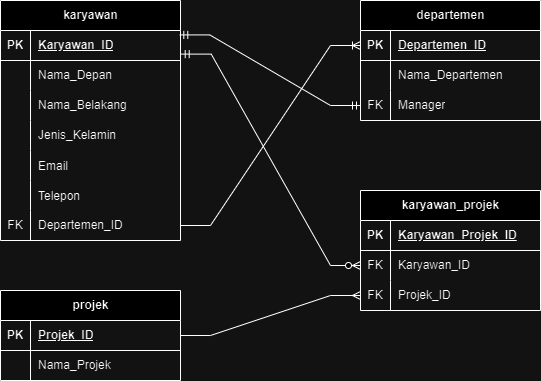 karyawan
PK Karyawan_ID
Nama_Depan
Nama_Belakang
Jenis_Kelamin
Email
Telepon
FK Departemen_ID
departemen
PK Departemen_ID
Nama_Departemen
FK Manager
karyawan_projek
PK Karyawan_Projek_ID
FK Karyawan_ID
FK Projek_ID
projek
PK Projek_ID
Nama_Projek